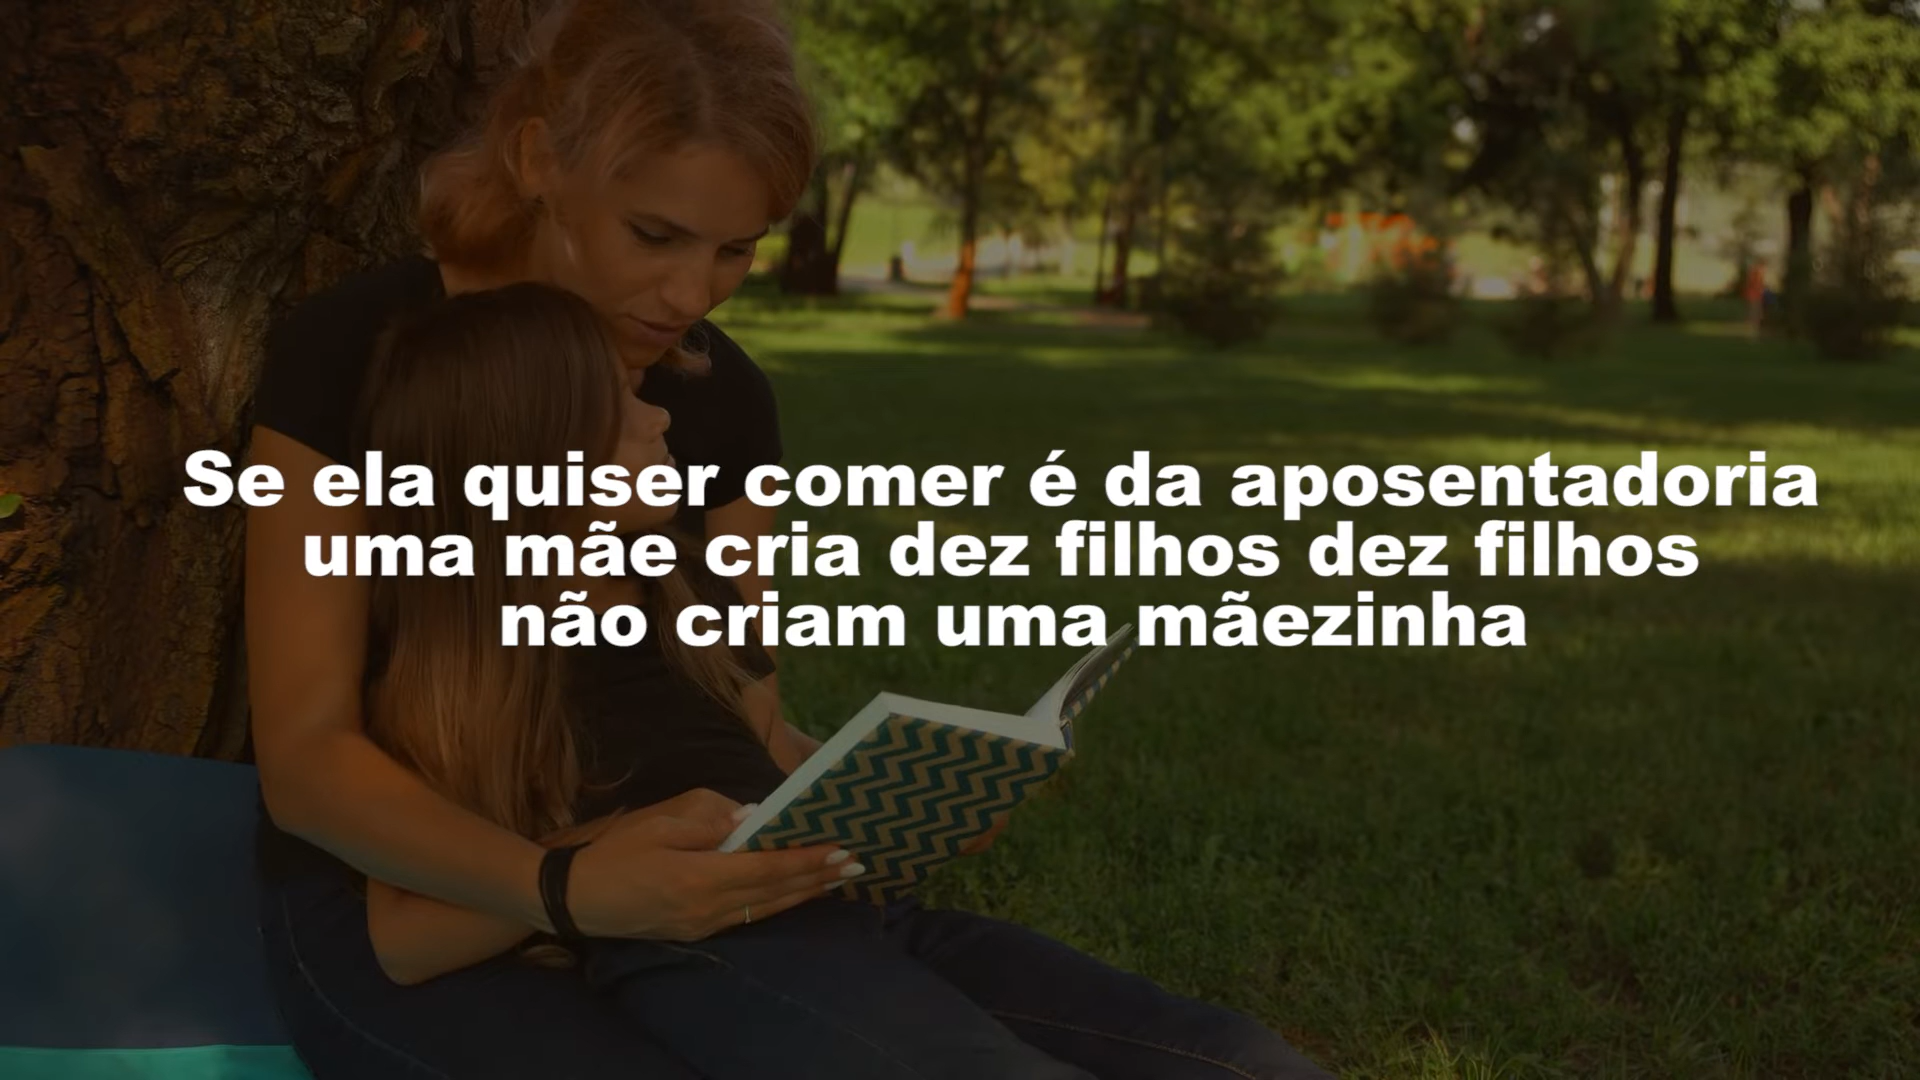 Se ela quiser comer é da aposentadoria
uma mãe cria dez filhos dez filhos
não criam uma mãezinha